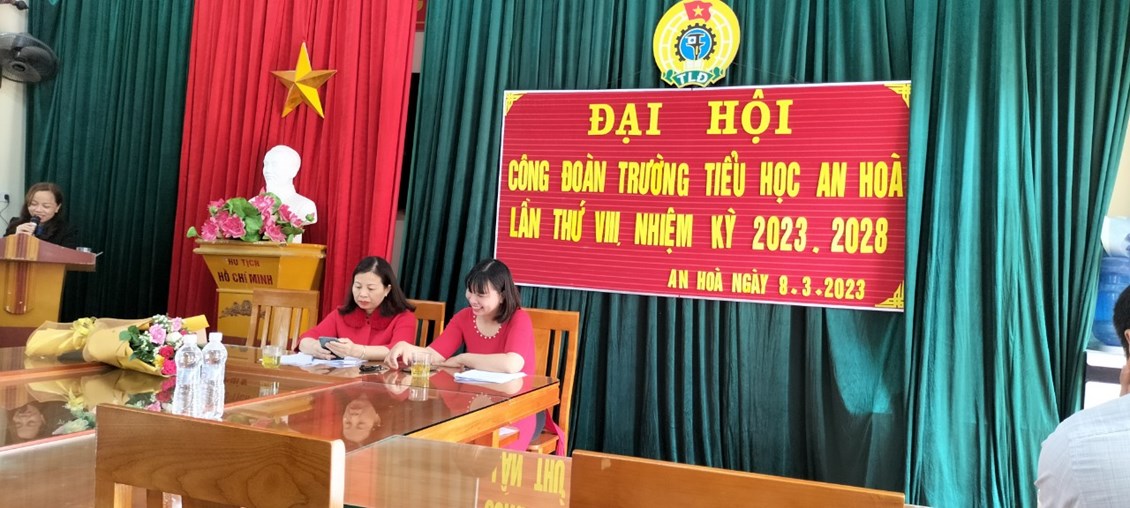 TLĐ
ĐẠI HỘI
CÔNG ĐOÀN TRƯỜNG TIỂU HỌC AN HOÀ
LẦN THỨ VIII, NHIỆM KỲ 2023.2028
AN HOÀ NGÀY 8.3.2023
HU TỊCH
HỒ CHÍ MINH